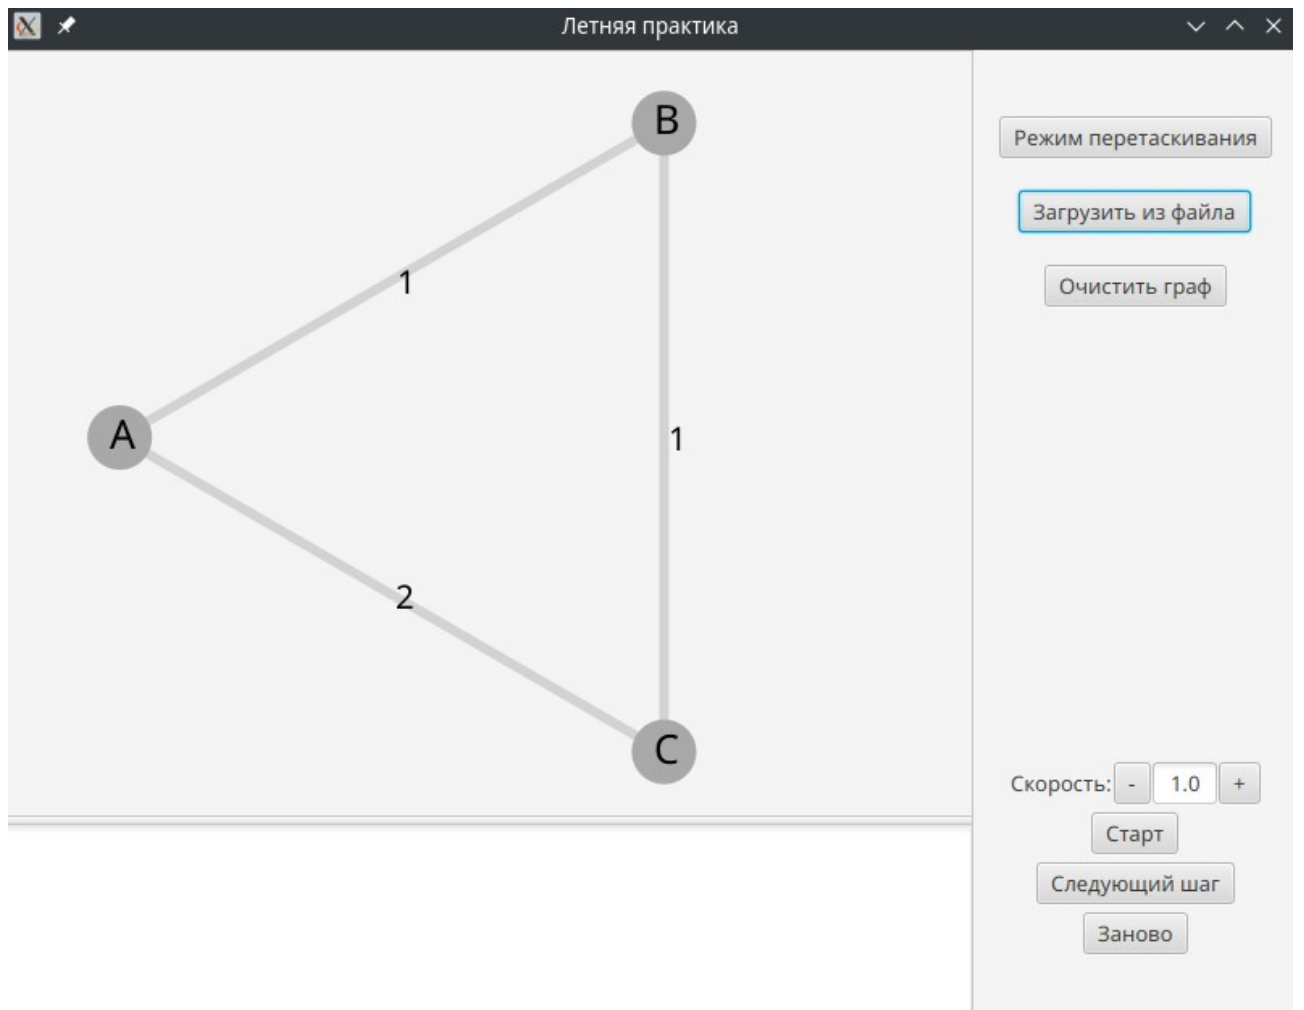 Летняя практика
B
1
A
1
2
C
Режим перетаскивания
Загрузить из файла
Очистить граф
Скорость: - 1.0 +
Старт
Следующий шаг
Заново